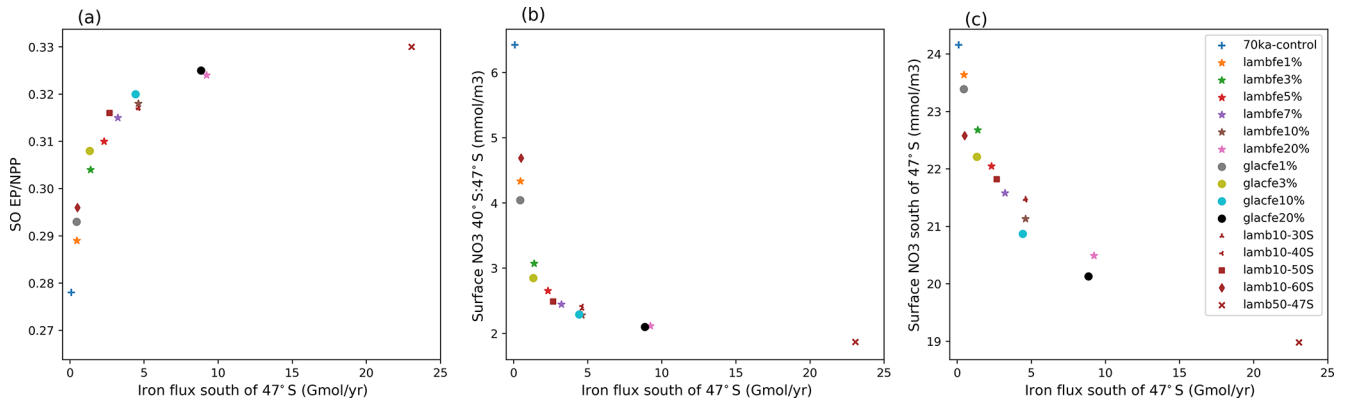 (a)
0.33
0.32
0.31
0.30
0.29
0.28
0.27
SO EP/NPP
0 5 10 15 20 25
Iron flux south of 47°S (Gmol/yr)
(b)
6
5
4
3
2
Surface NO3 40°S:47°S (mmol/m3)
0 5 10 15 20 25
Iron flux south of 47°S (Gmol/yr)
(c)
24
23
22
21
20
19
Surface NO3 south of 47°S (mmol/m3)
0 5 10 15 20 25
Iron flux south of 47°S (Gmol/yr)
70ka-control
lambfe1%
lambfe3%
lambfe5%
lambfe7%
lambfe10%
lambfe20%
glacfe1%
glacfe3%
glacfe10%
glacfe20%
lamb10-30S
lamb10-40S
lamb10-50S
lamb10-60S
lamb50-47S